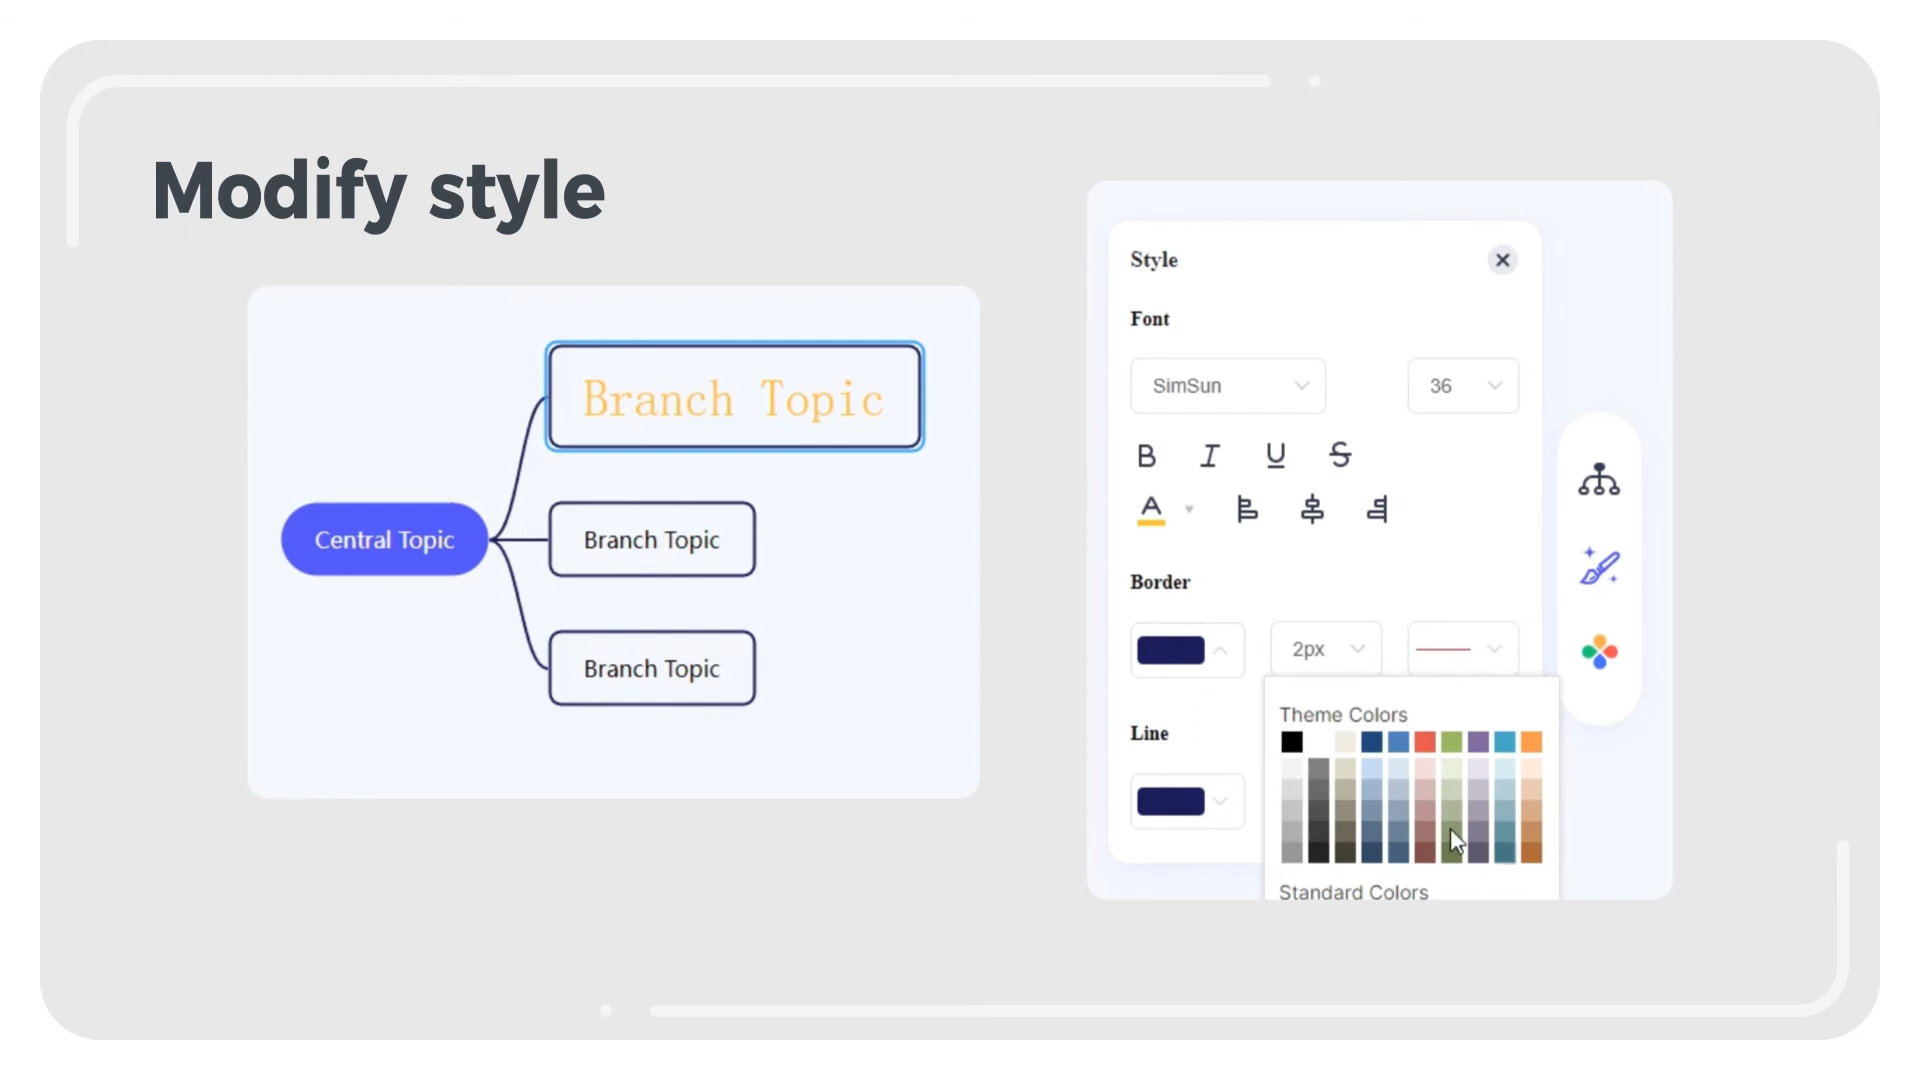 Modify style
Branch Topic
Central Topic
Branch Topic
Branch Topic
Style
Font
SimSun
36
B I U S
A
Border
2px
Line
Theme Colors
Standard Colors